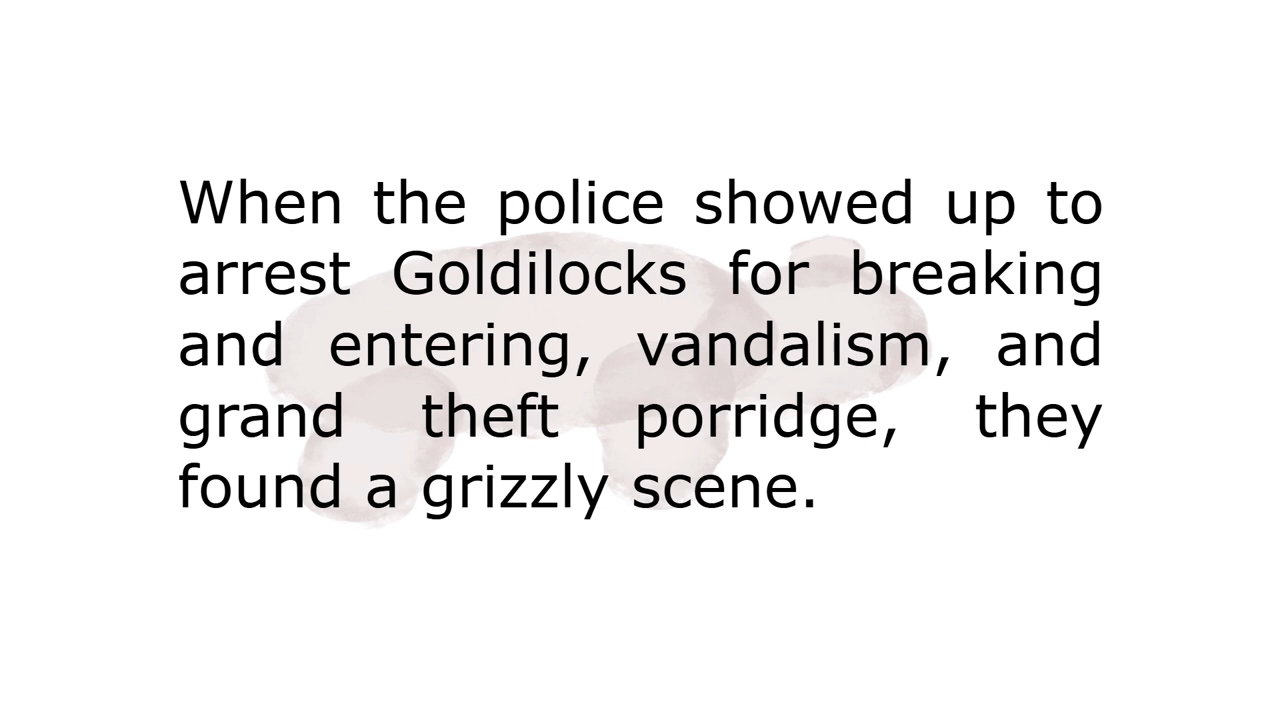 When the police showed up to
arrest Goldilocks for breaking
and entering, vandalism, and
grand theft porridge, they
found a grizzly scene.